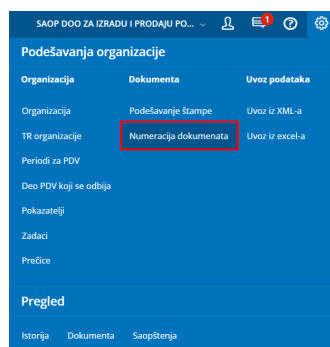 SAOP DOO ZA IZRADU I PRODAJU PO...
1
Podešavanja organizacije
Organizacija Dokumenta Uvoz podataka
Organizacija Podešavanje štampe Uvoz iz XML-a
TR organizacije Numeracija dokumenata Uvoz iz excel-a
Periodi za PDV
Deo PDV koji se odbija
Pokazatelji
Zadaci
Prečice
Pregled
Istorija Dokumenta Saopštenja